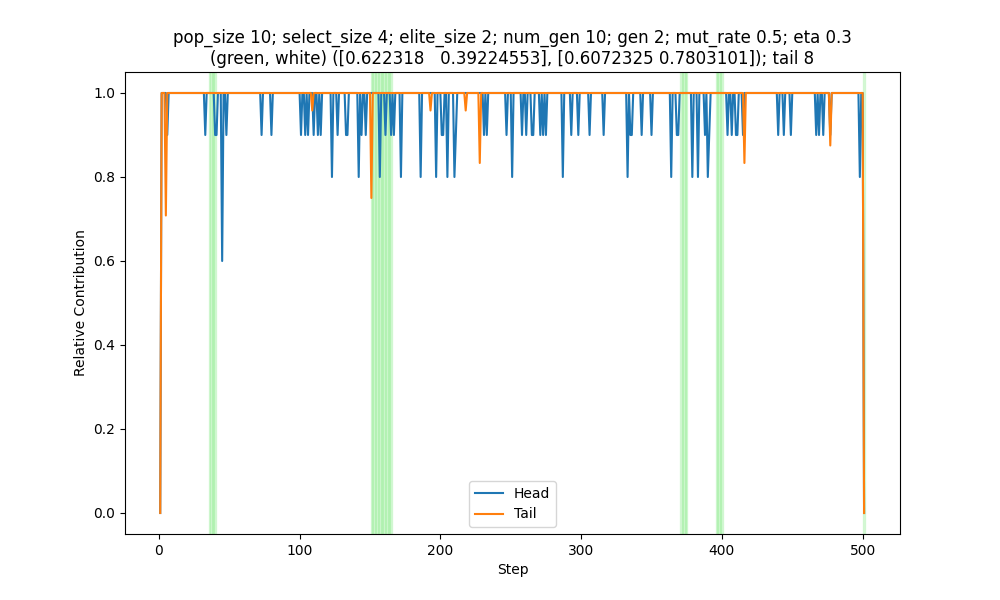 pop_size 10; select_size 4; elite_size 2; num_gen 10; gen 2; mut_rate 0.5; eta 0.3
(green, white) ([0.622318   0.39224553], [0.6072325 0.7803101]); tail 8
1.0
0.8
0.6
0.4
0.2
0.0
Relative Contribution
Head
Tail
0
100
200
300
400
500
Step